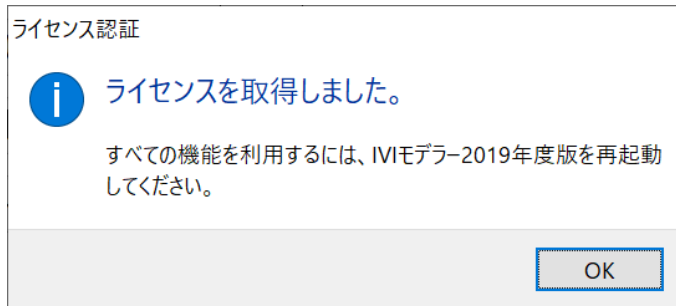 ライセンス認証
ライセンスを取得しました。
すべての機能を利用するには、IVIモデラー2019年度版を再起動
してください。
OK